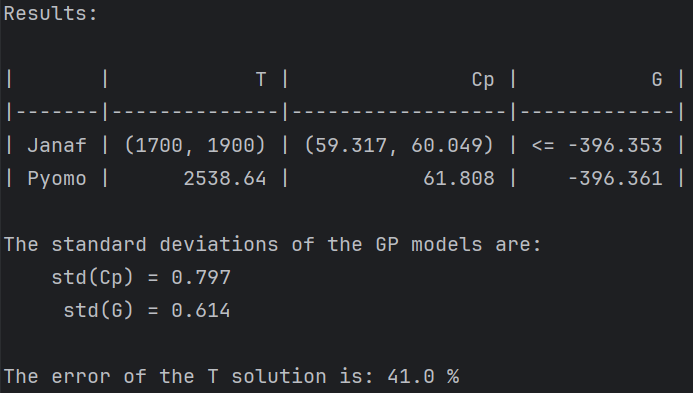 Results:
|       |            T |               Cp |           G |
|-------|--------------|------------------|-------------|
| Janaf | (1700, 1900) | (59.317, 60.049) | <= -396.353 |
| Pyomo |      2538.64 |           61.808 |    -396.361 |
The standard deviations of the GP models are:
    std(Cp) = 0.797
     std(G) = 0.614
The error of the T solution is: 41.0 %